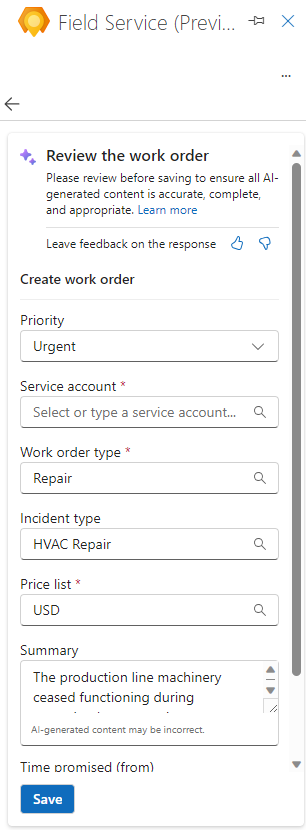 Field Service (Previ...
...
Review the work order
Please review before saving to ensure all AI-
generated content is accurate, complete,
and appropriate. Learn more
Leave feedback on the response
Create work order
Priority
Urgent
Service account *
Select or type a service account...
Work order type *
Repair
Incident type
HVAC Repair
Price list *
USD
Summary
The production line machinery
ceased functioning during
AI-generated content may be incorrect.
Time promised (from)
Save